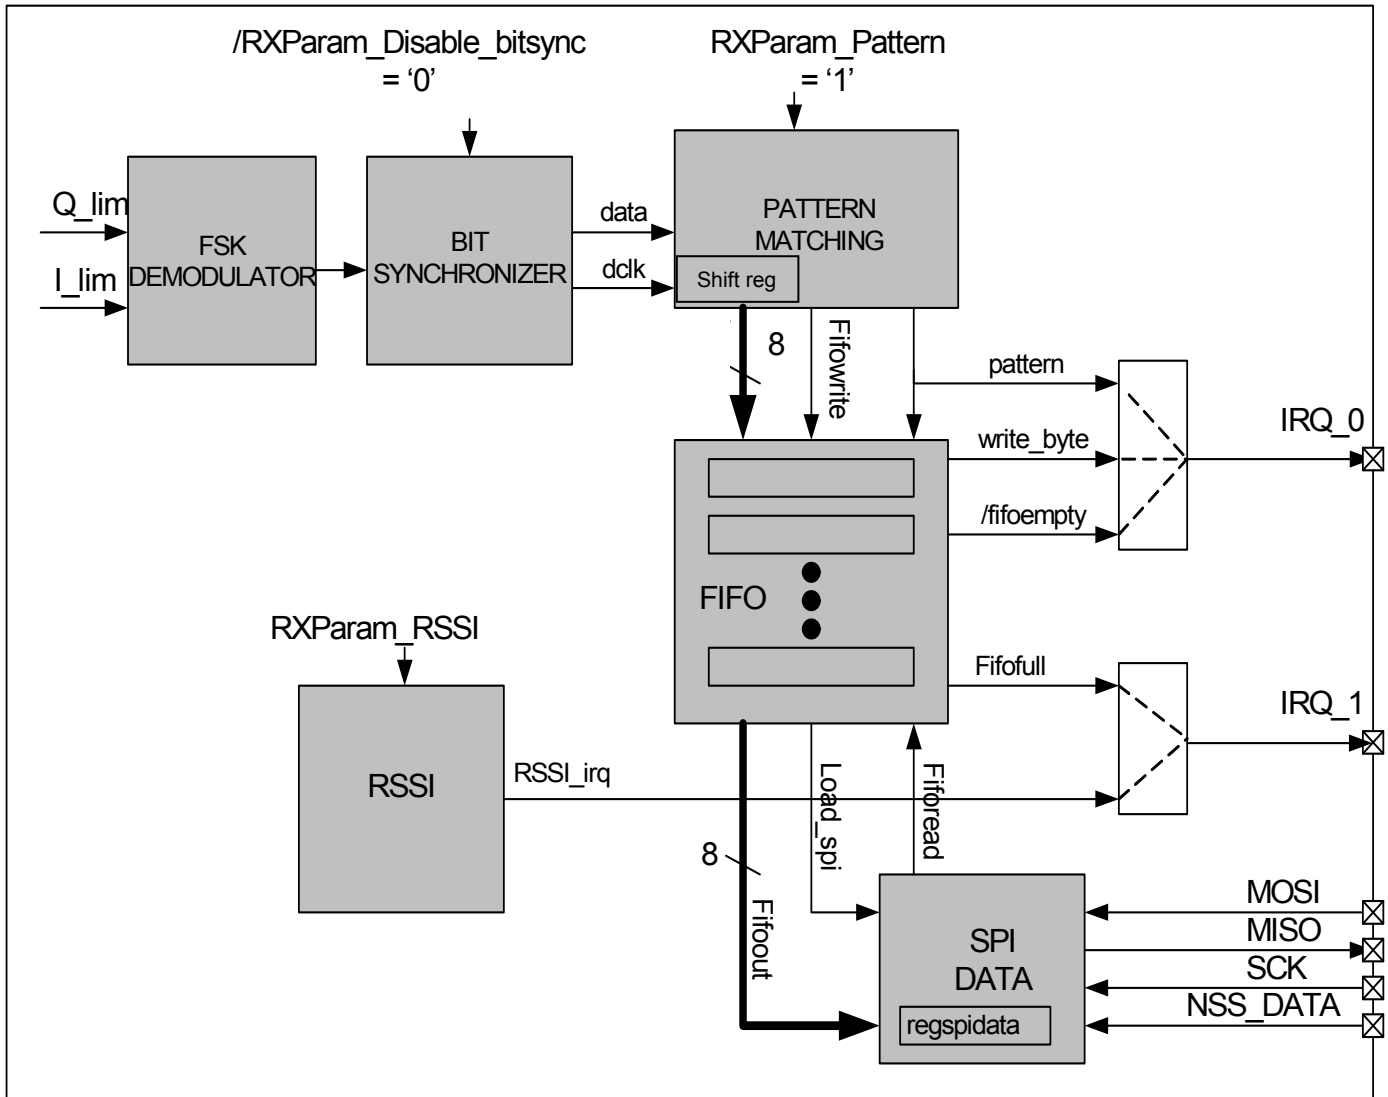 /RXParam_Disable_bitsync
= ‘0’
RXParam_Pattern
= ‘1’
Q_lim
I_lim
FSK
DEMODULATOR
BIT
SYNCHRONIZER
data
dclk
PATTERN
MATCHING
Shift reg
8
Fifowrite
pattern
write_byte
/fifoempty
IRQ_0
FIFO
Fifofull
IRQ_1
RXParam_RSSI
RSSI
RSSI_irq
Load_spi
Fiforead
8
Fifoout
SPI
DATA
regspidata
MOSI
MISO
SCK
NSS_DATA